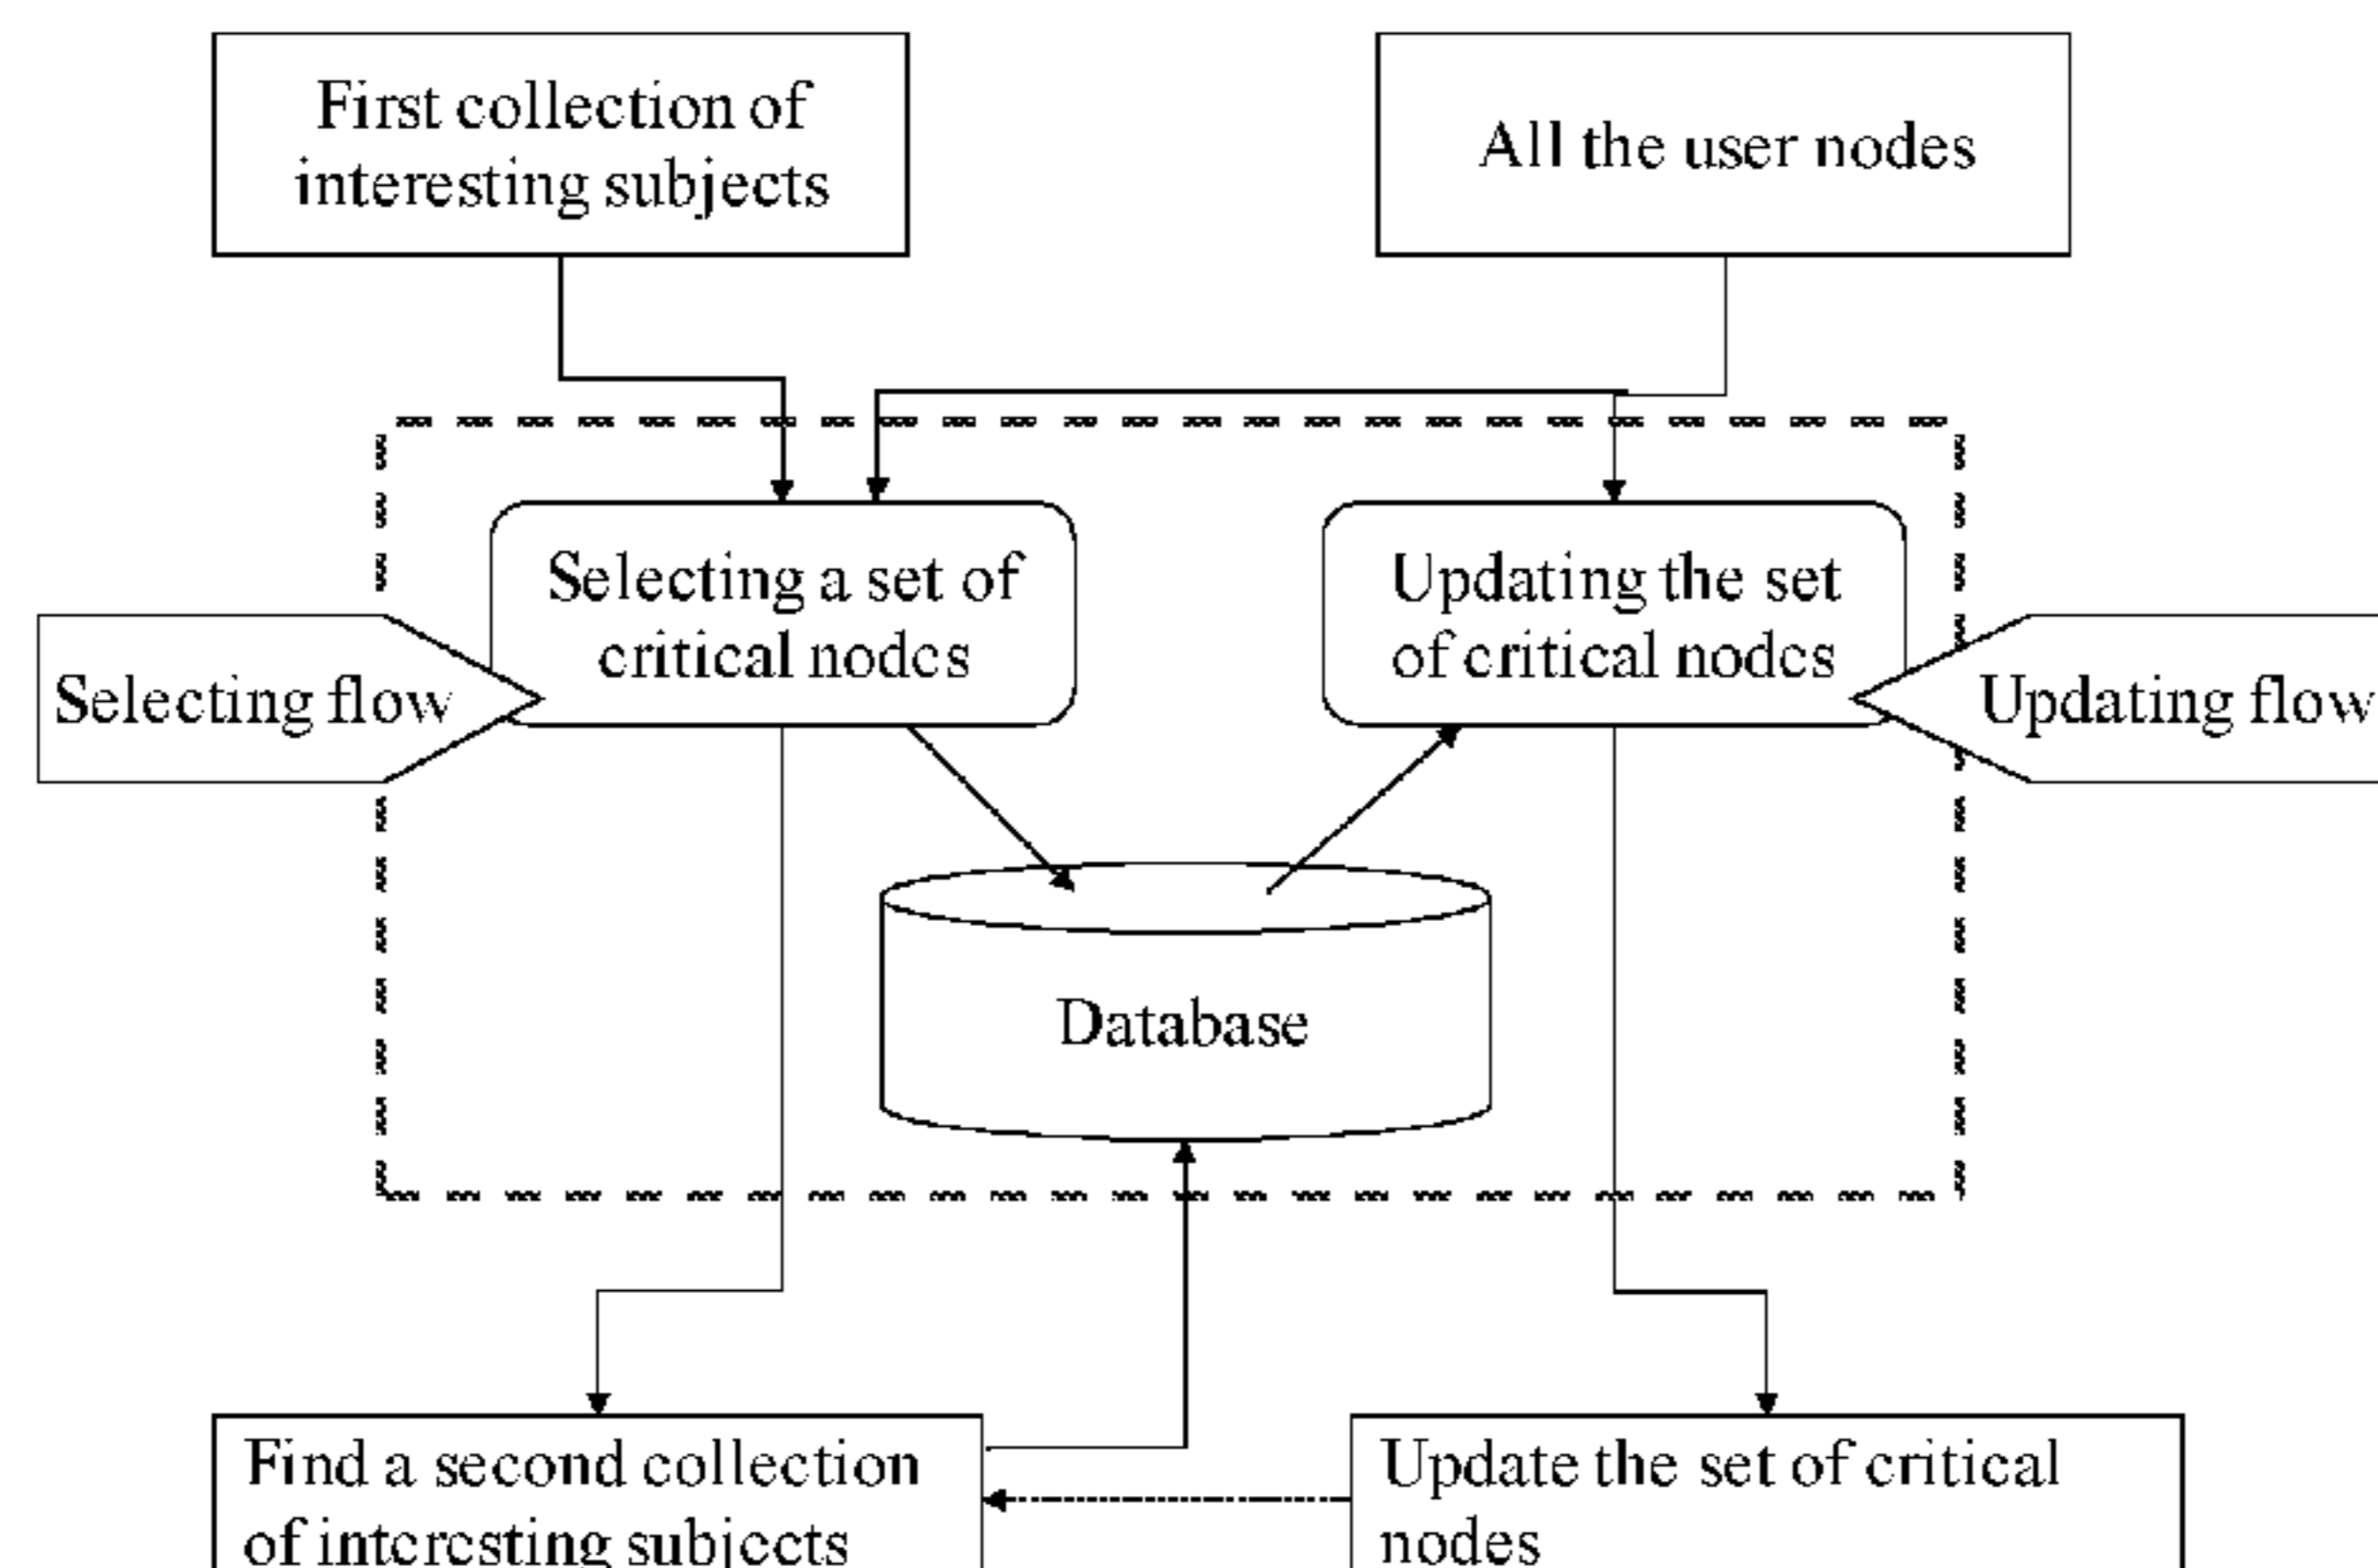 First collection of
interesting subjects
All the user nodes
Selecting a set of
critical nodes
Updating the set
of critical nodes
Selecting flow
Updating flow
Database
Find a second collection
of interesting subjects
Update the set of critical
nodes